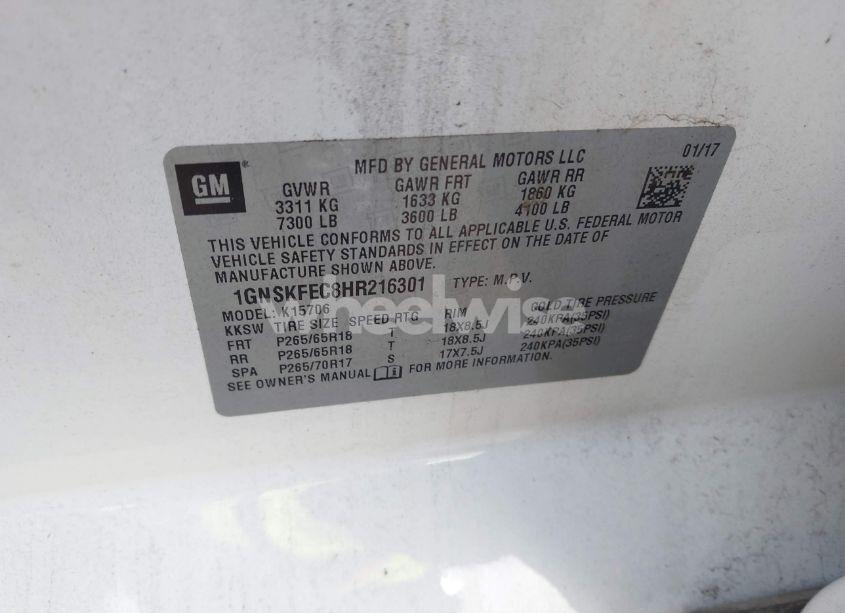 GM
MFD BY GENERAL MOTORS LLC
01/17
GVWR GAWR FRT GAWR RR
3311 KG 1633 KG 1860 KG
7300 LB 3600 LB 4100 LB
THIS VEHICLE CONFORMS TO ALL APPLICABLE U.S. FEDERAL MOTOR
VEHICLE SAFETY STANDARDS IN EFFECT ON THE DATE OF
MANUFACTURE SHOWN ABOVE.
1GNSKFEC8HR216301 TYPE: M.P.V.
MODEL: K15706
KKSW TIRE SIZE SPEED RTG RIM COLD TIRE PRESSURE
FRT P265/65R18 T 18X8.5J 240KPA(35PSI)
RR P265/65R18 T 18X8.5J 240KPA(35PSI)
SPA P265/70R17 S 17X7.5J 240KPA(35PSI)
SEE OWNER'S MANUAL FOR MORE INFORMATION.
wheelwise